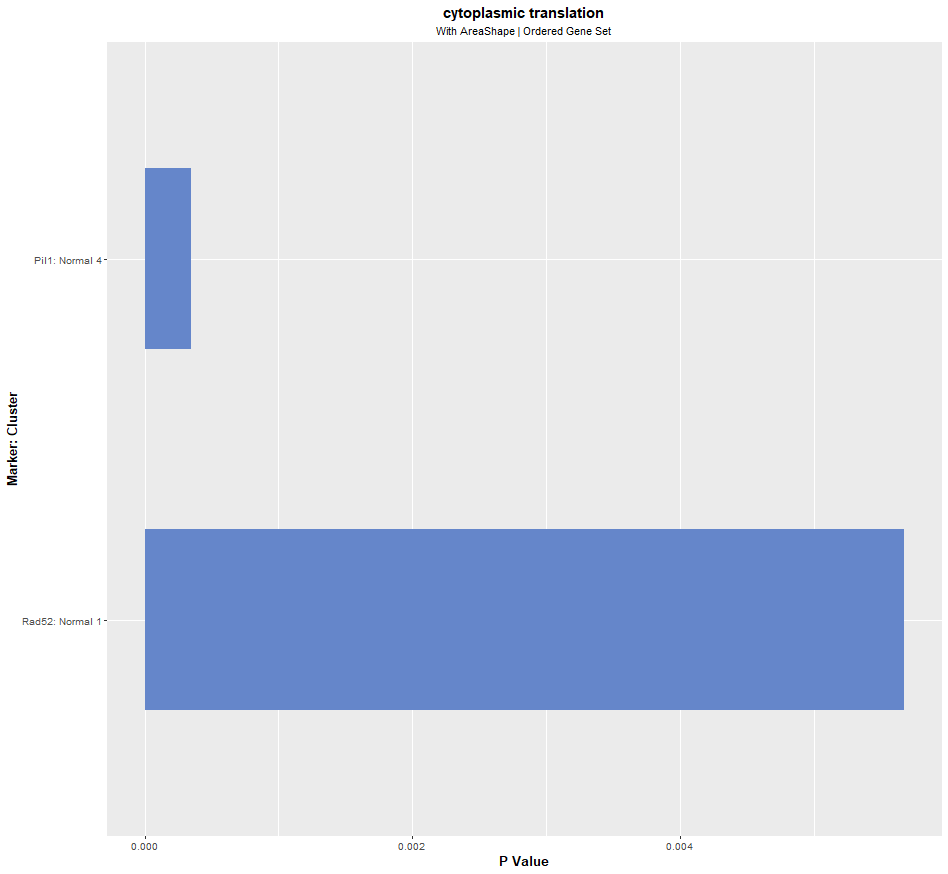 cytoplasmic translation
With AreaShape | Ordered Gene Set
Pil1: Normal 4
Marker: Cluster
Rad52: Normal 1
0.000
0.002
0.004
P Value